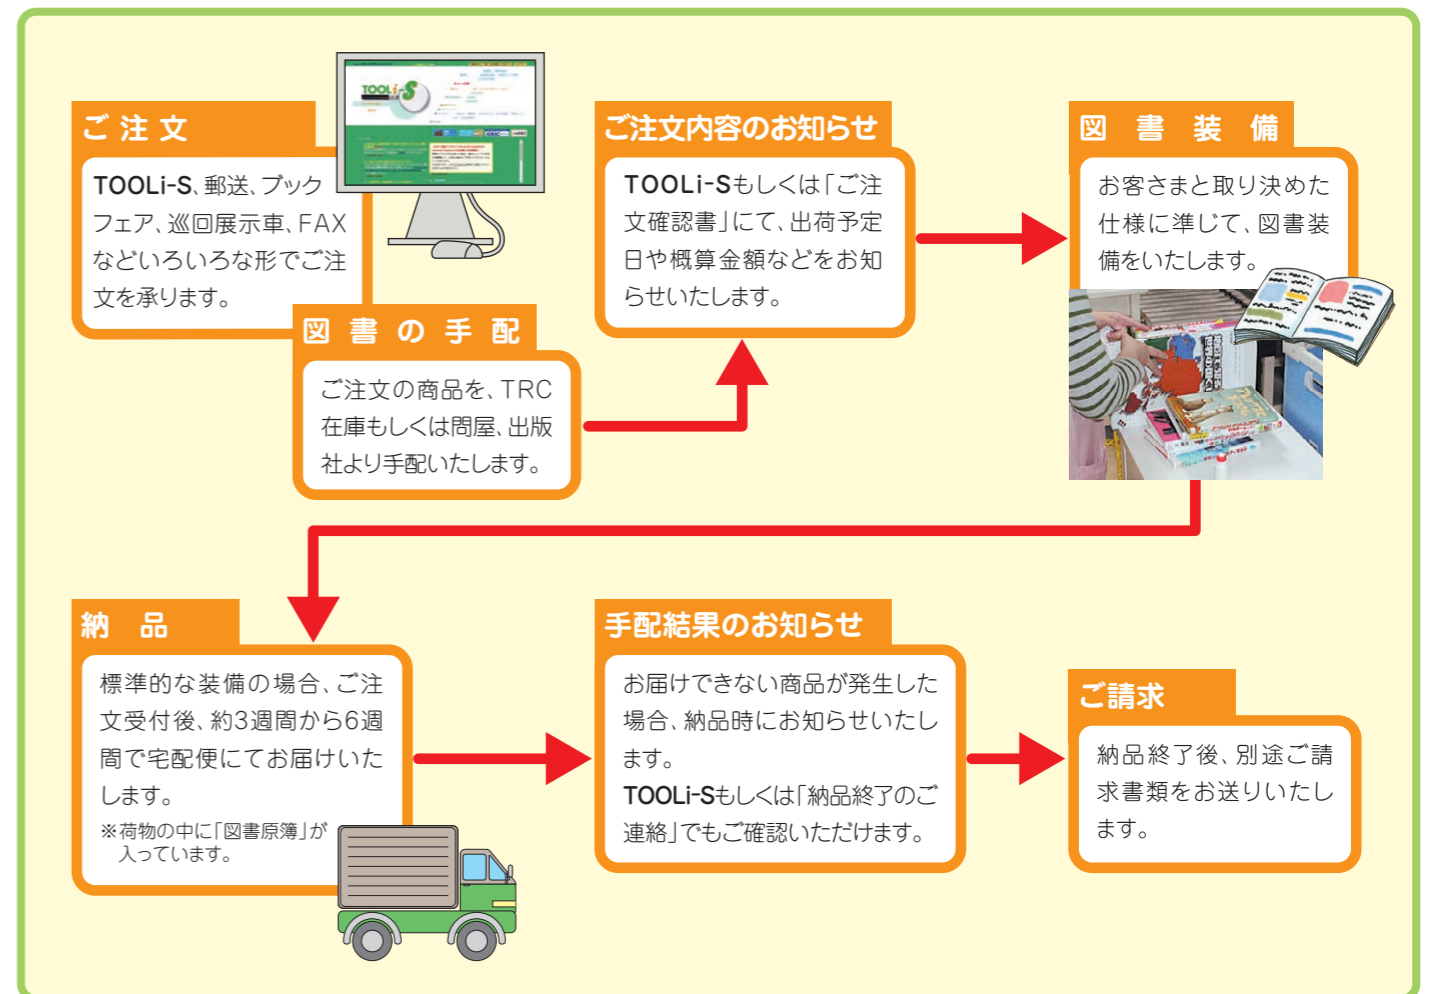 ご注文
TOOLi-S、郵送、ブック
フェア、巡回展示車、FAX
などいろいろな形でご注
文を承ります。
TOOLi-S
図書の手配
ご注文の商品を、TRC
在庫もしくは問屋、出版
社より手配いたします。
ご注文内容のお知らせ
TOOLi-Sもしくは「ご注
文確認書」にて、出荷予定
日や概算金額などをお知
らせいたします。
図書装備
お客さまと取り決めた
仕様に準じて、図書装
備をいたします。
納品
標準的な装備の場合、ご注
文受付後、約3週間から6週
間で宅配便にてお届けいた
します。
※荷物の中に「図書原簿」が
入っています。
手配結果のお知らせ
お届けできない商品が発生した
場合、納品時にお知らせいたし
ます。
TOOLi-Sもしくは「納品終了のご
連絡」でもご確認いただけます。
ご請求
納品終了後、別途ご請
求書類をお送りいたし
ます。